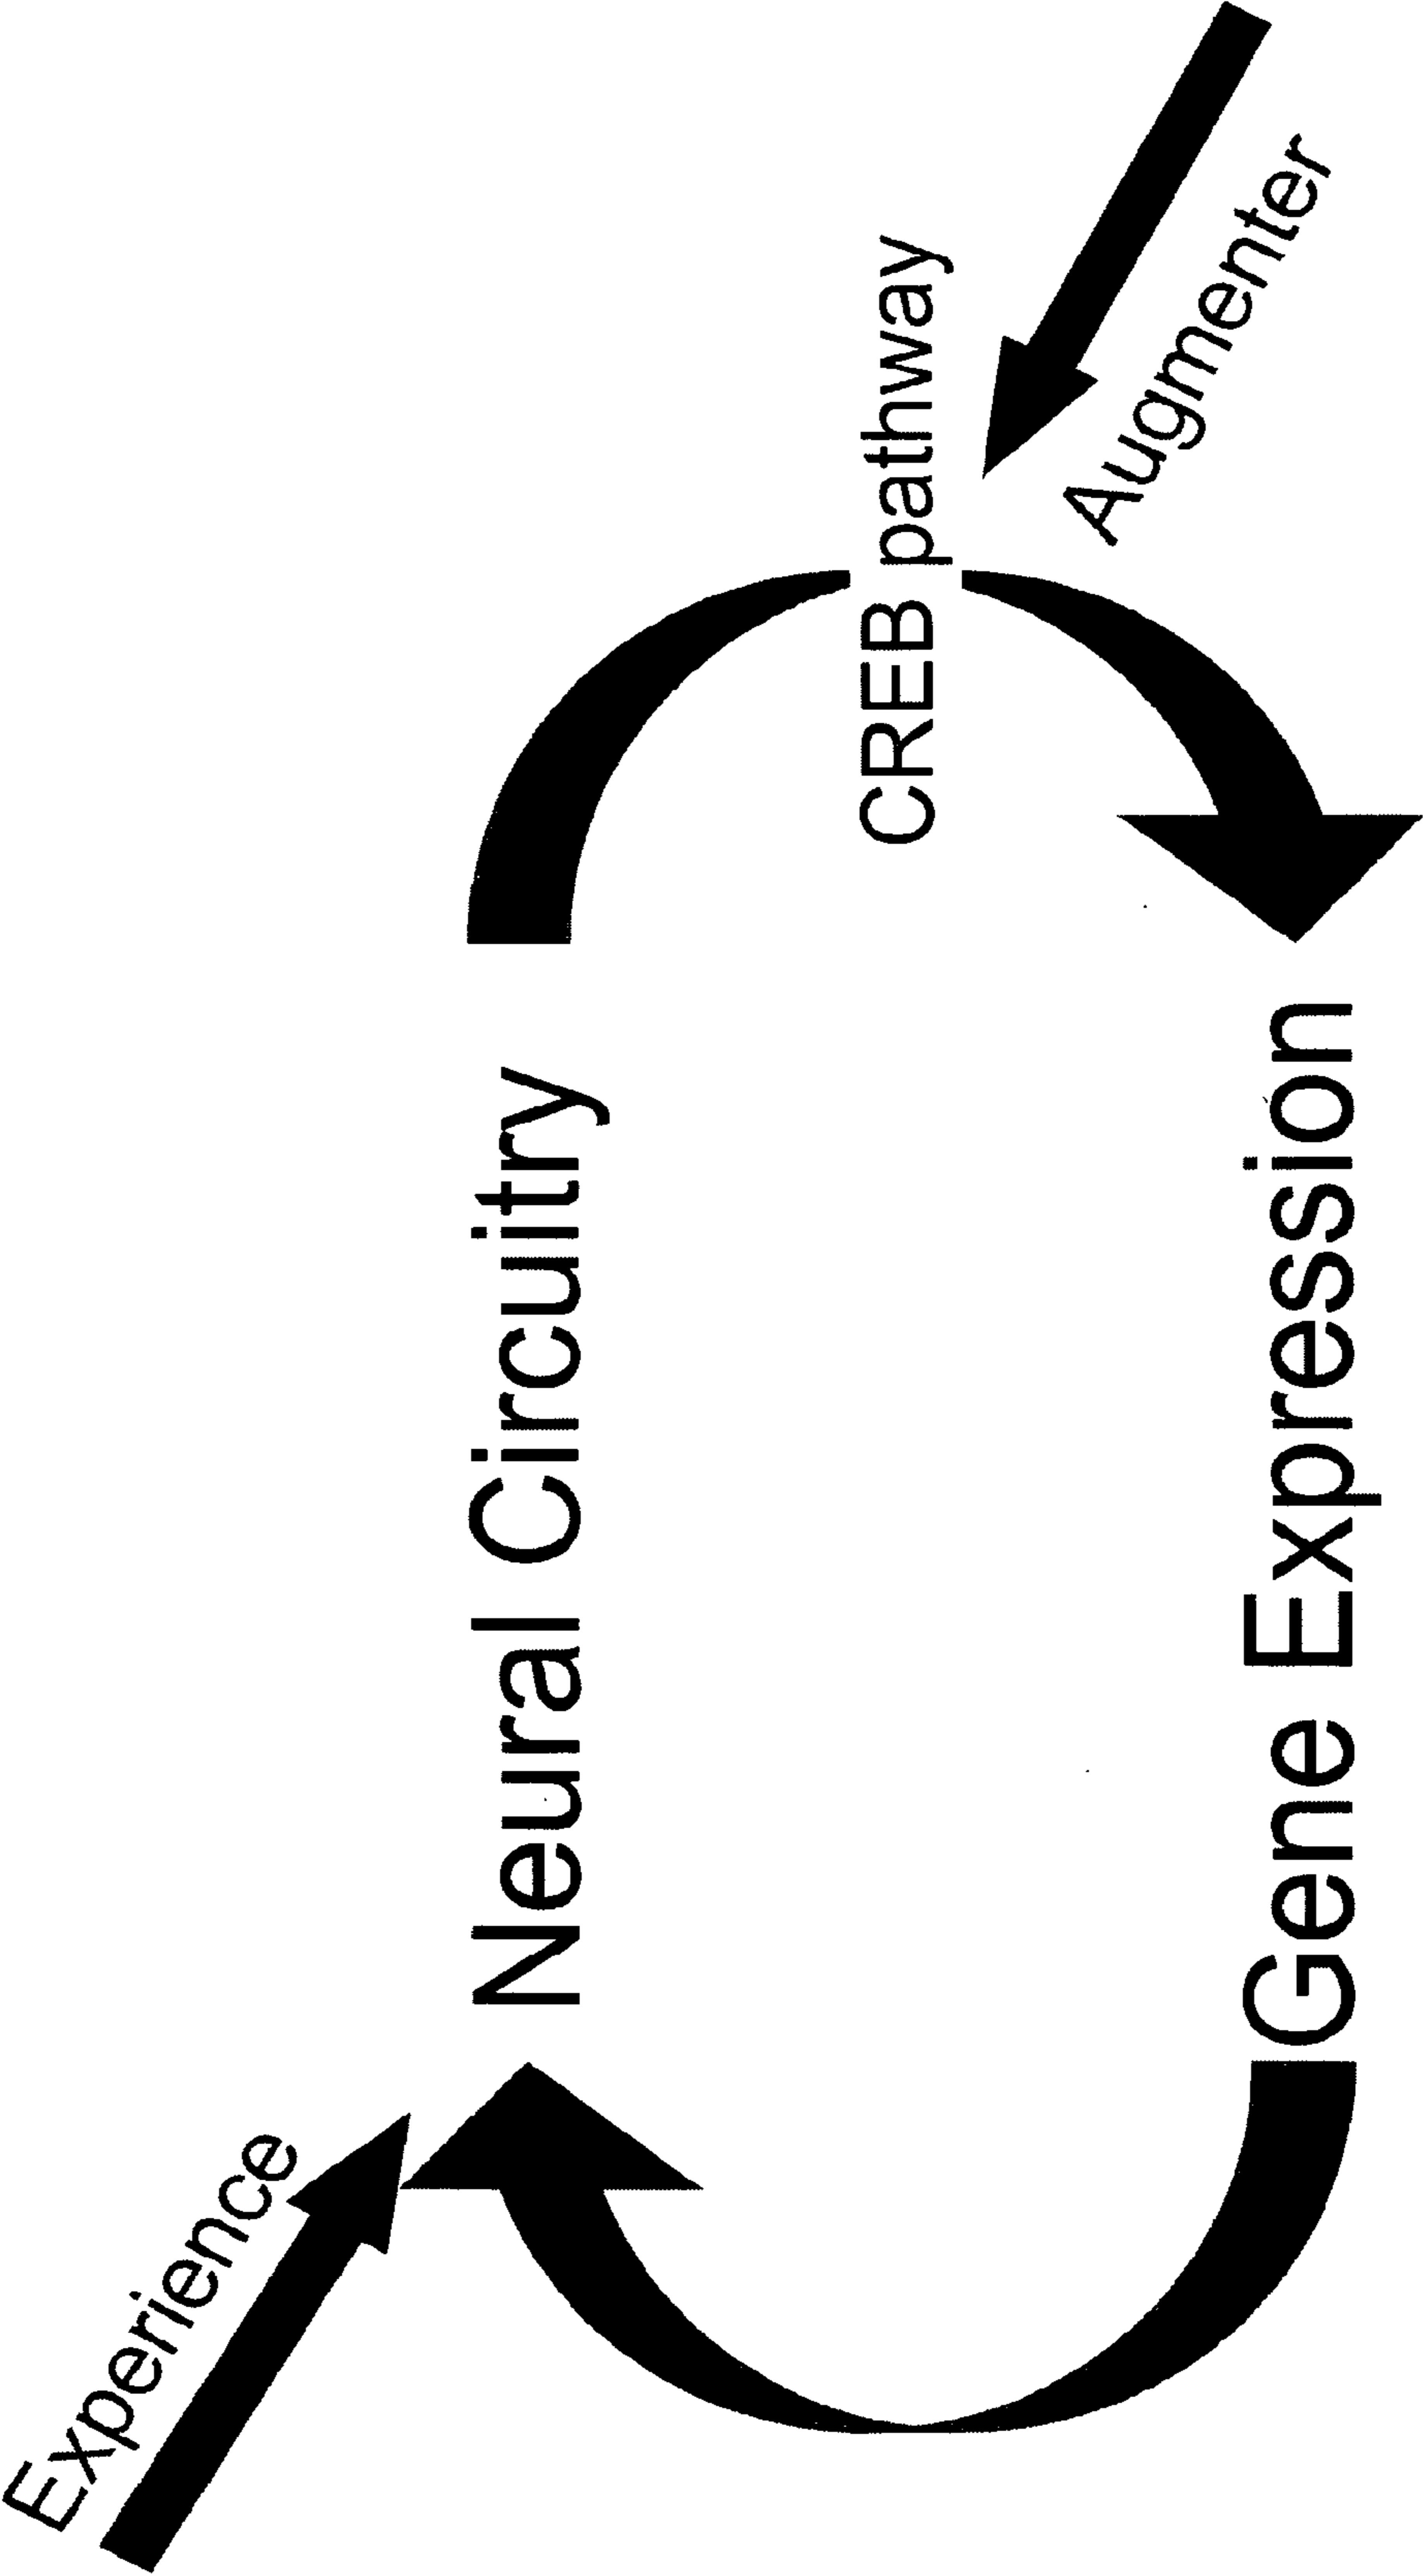 Experience
Neural Circuitry
CREB pathway
Augmenter
Gene Expression